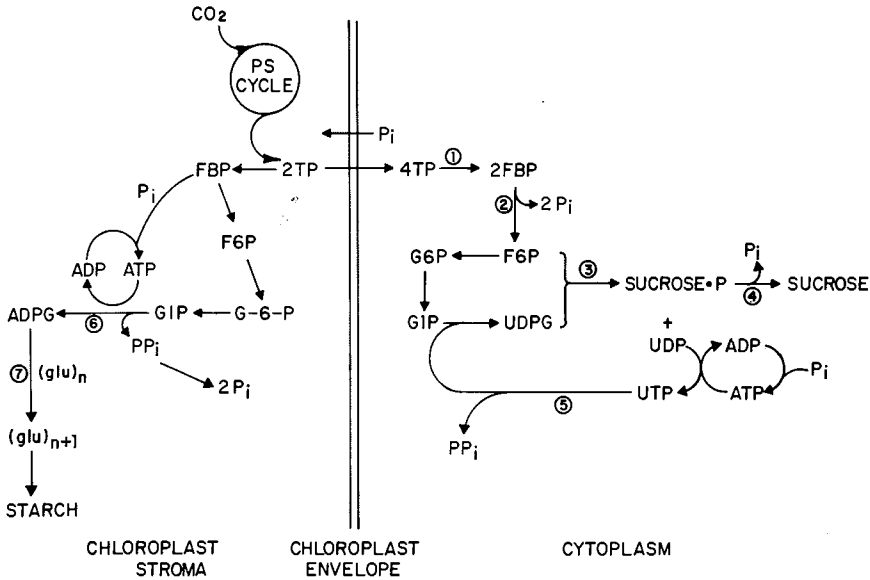 CO2
PS
CYCLE
Pi
FBP
2TP
4TP
①
2FBP
Pi
②
2Pi
F6P
G6P
F6P
③
Pi
ADP
ATP
SUCROSE•P
④
SUCROSE
ADPG
⑥
G1P
G-6-P
G1P
UDPG
+
PPi
UDP
ADP
⑦
(glu)n
2Pi
UTP
ATP
Pi
⑤
(glu)n+1
PPi
STARCH
CHLOROPLAST
STROMA
CHLOROPLAST
ENVELOPE
CYTOPLASM